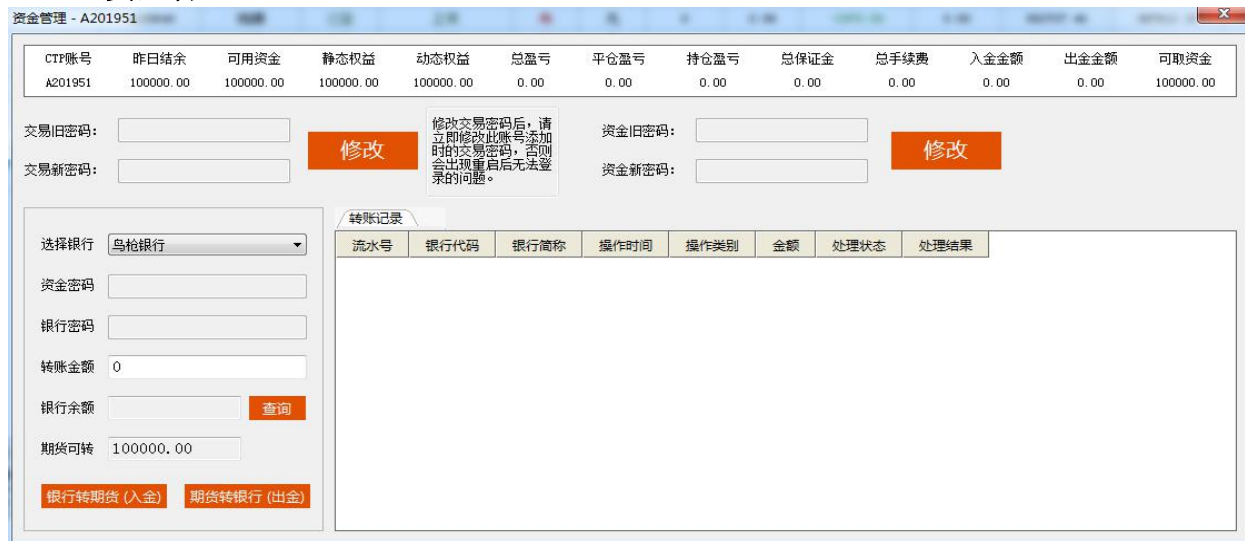 资金管理 - A201951
CTP账号 昨日结余 可用资金 静态权益 动态权益 总盈亏 平仓盈亏 持仓盈亏 总保证金 总手续费 入金金额 出金金额 可取资金
A201951 100000.00 100000.00 100000.00 100000.00 0.00 0.00 0.00 0.00 0.00 0.00 0.00 100000.00
交易旧密码:
交易新密码:
修改
修改交易密码后，请
立即修改此账号添加
时的交易密码，否则
会出现重启后无法登
录的问题。
资金旧密码:
资金新密码:
修改
选择银行 鸟枪银行
资金密码
银行密码
转账金额 0
银行余额 查询
期货可转 100000.00
银行转期货(入金) 期货转银行(出金)
转账记录
流水号 银行代码 银行简称 操作时间 操作类别 金额 处理状态 处理结果